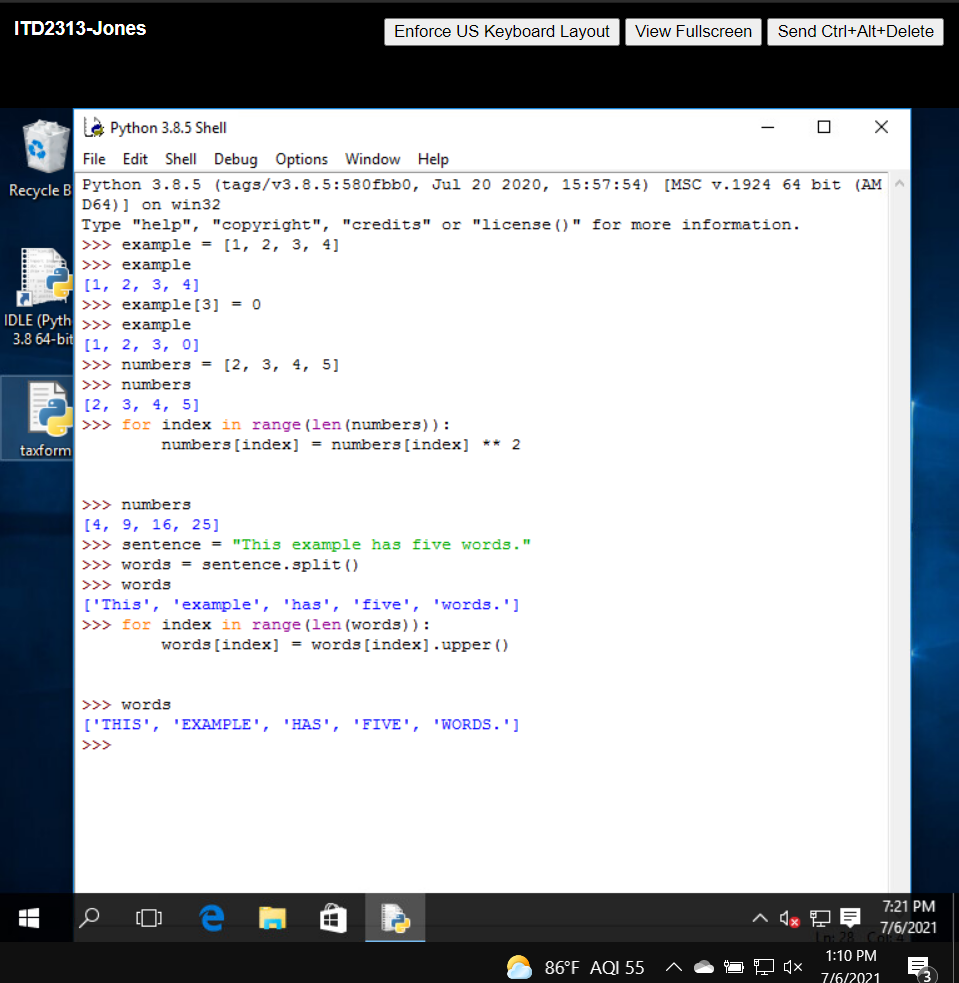 ITD2313-Jones
Enforce US Keyboard Layout View Fullscreen Send Ctrl+Alt+Delete
Recycle B
IDLE (Pyth
3.8 64-bit
taxform
Python 3.8.5 Shell
File Edit Shell Debug Options Window Help
Python 3.8.5 (tags/v3.8.5:580fbb0, Jul 20 2020, 15:57:54) [MSC v.1924 64 bit (AM
D64)] on win32
Type "help", "copyright", "credits" or "license()" for more information.
>>> example = [1, 2, 3, 4]
>>> example
[1, 2, 3, 4]
>>> example[3] = 0
>>> example
[1, 2, 3, 0]
>>> numbers = [2, 3, 4, 5]
>>> numbers
[2, 3, 4, 5]
>>> for index in range(len(numbers)):
        numbers[index] = numbers[index] ** 2
>>> numbers
[4, 9, 16, 25]
>>> sentence = "This example has five words."
>>> words = sentence.split()
>>> words
['This', 'example', 'has', 'five', 'words.']
>>> for index in range(len(words)):
        words[index] = words[index].upper()
>>> words
['THIS', 'EXAMPLE', 'HAS', 'FIVE', 'WORDS.']
>>>
7:21 PM
7/6/2021
Ln: 28 Col: 4
86°F AQI 55
1:10 PM
7/6/2021
3